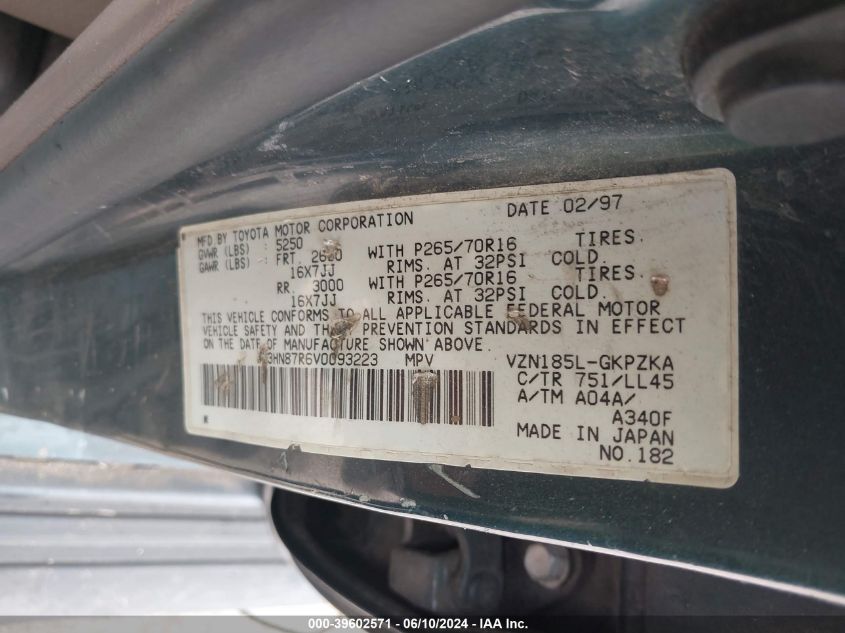 MFD BY TOYOTA MOTOR CORPORATION DATE 02/97
GVWR (LBS) : 5250
GAWR (LBS) : FRT. WITH P265/70R16 TIRES.
16X7JJ RIMS. AT 32PSI COLD.
RR. 3000 WITH P265/70R16 TIRES.
16X7JJ RIMS. AT 32PSI COLD.
THIS VEHICLE CONFORMS TO ALL APPLICABLE FEDERAL MOTOR
VEHICLE SAFETY AND THEFT PREVENTION STANDARDS IN EFFECT
ON THE DATE OF MANUFACTURE SHOWN ABOVE.
3HN87R6V0093223 MPV VZN185L-GKPZKA
C/TR 751/LL45
A/TM A04A/
A340F
MADE IN JAPAN
NO.182
000-39602571 - 06/10/2024 - IAA Inc.